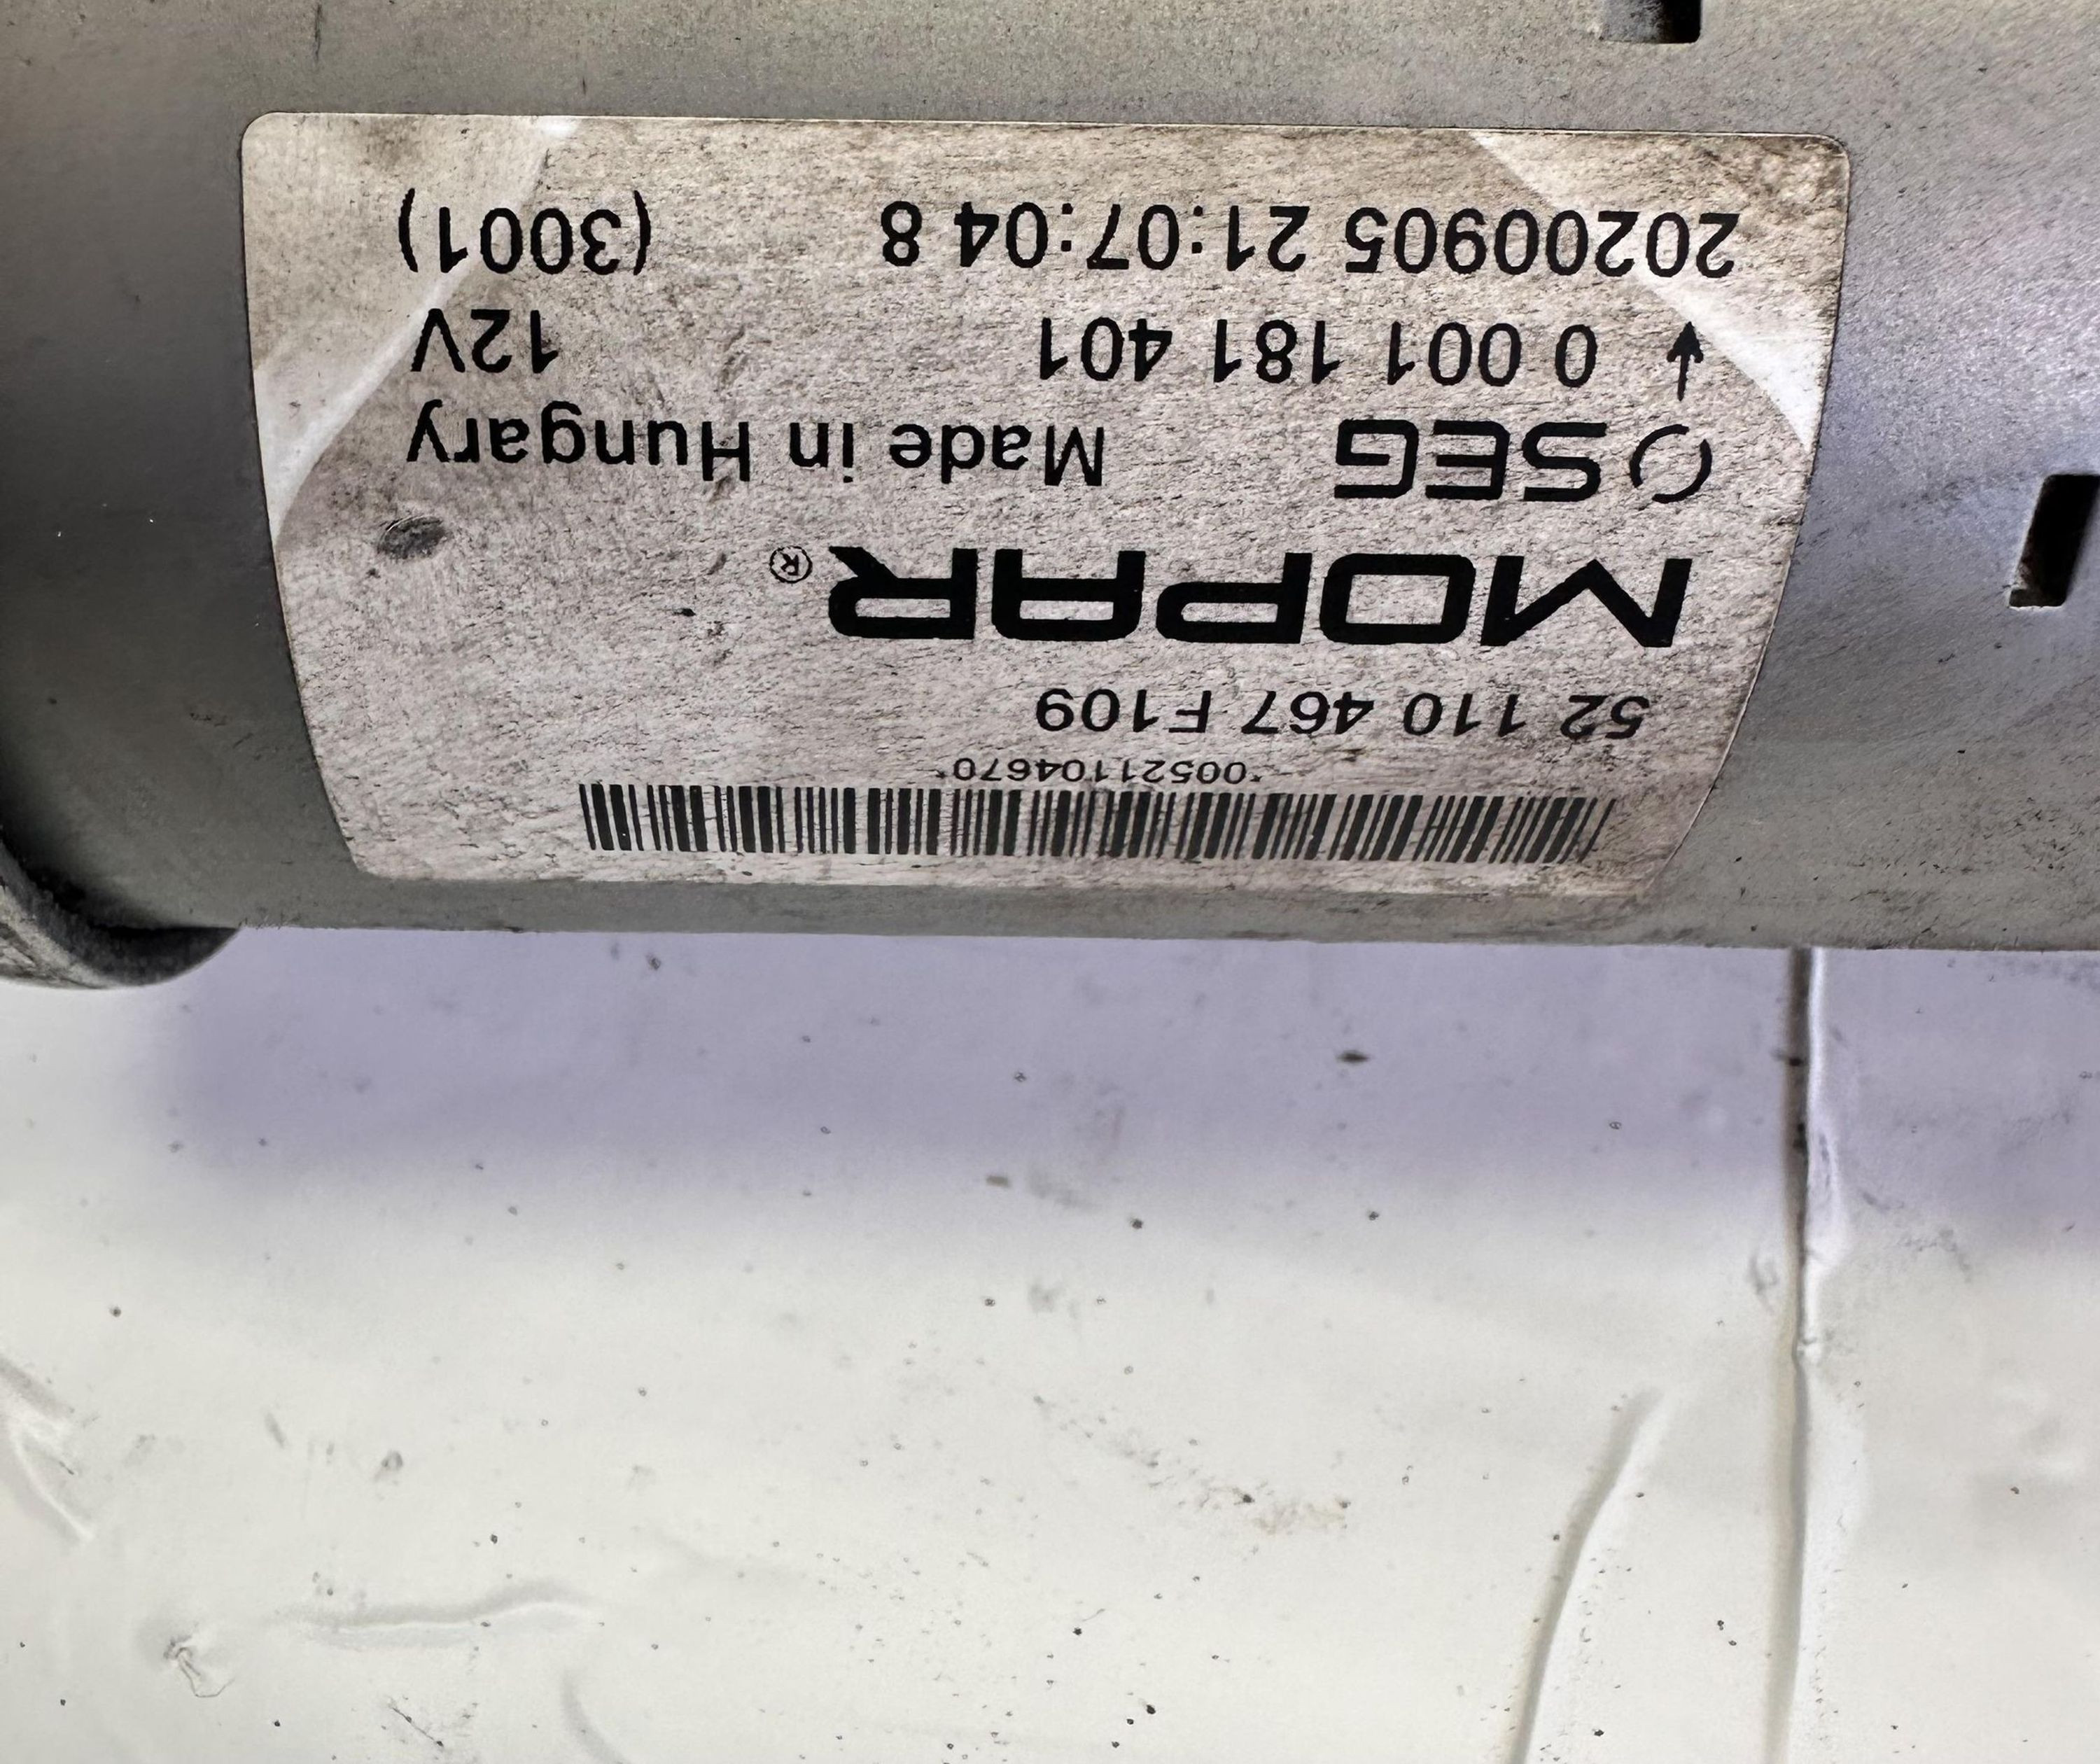 *00521104670*
52 110 467 F109
MOPAR®
SEG Made in Hungary
0 001 181 401 12V
20200905 21:07:04 8 (3001)